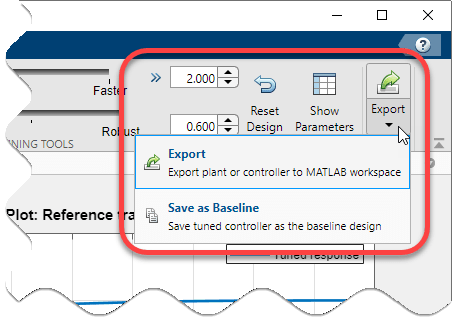 ?
Faster
» 2.000
Reset
Design
Show
Parameters
Export
Robust
0.600
NING TOOLS
Export
Export plant or controller to MATLAB workspace
Save as Baseline
Save tuned controller as the baseline design
Plot: Reference tra
Tuned response